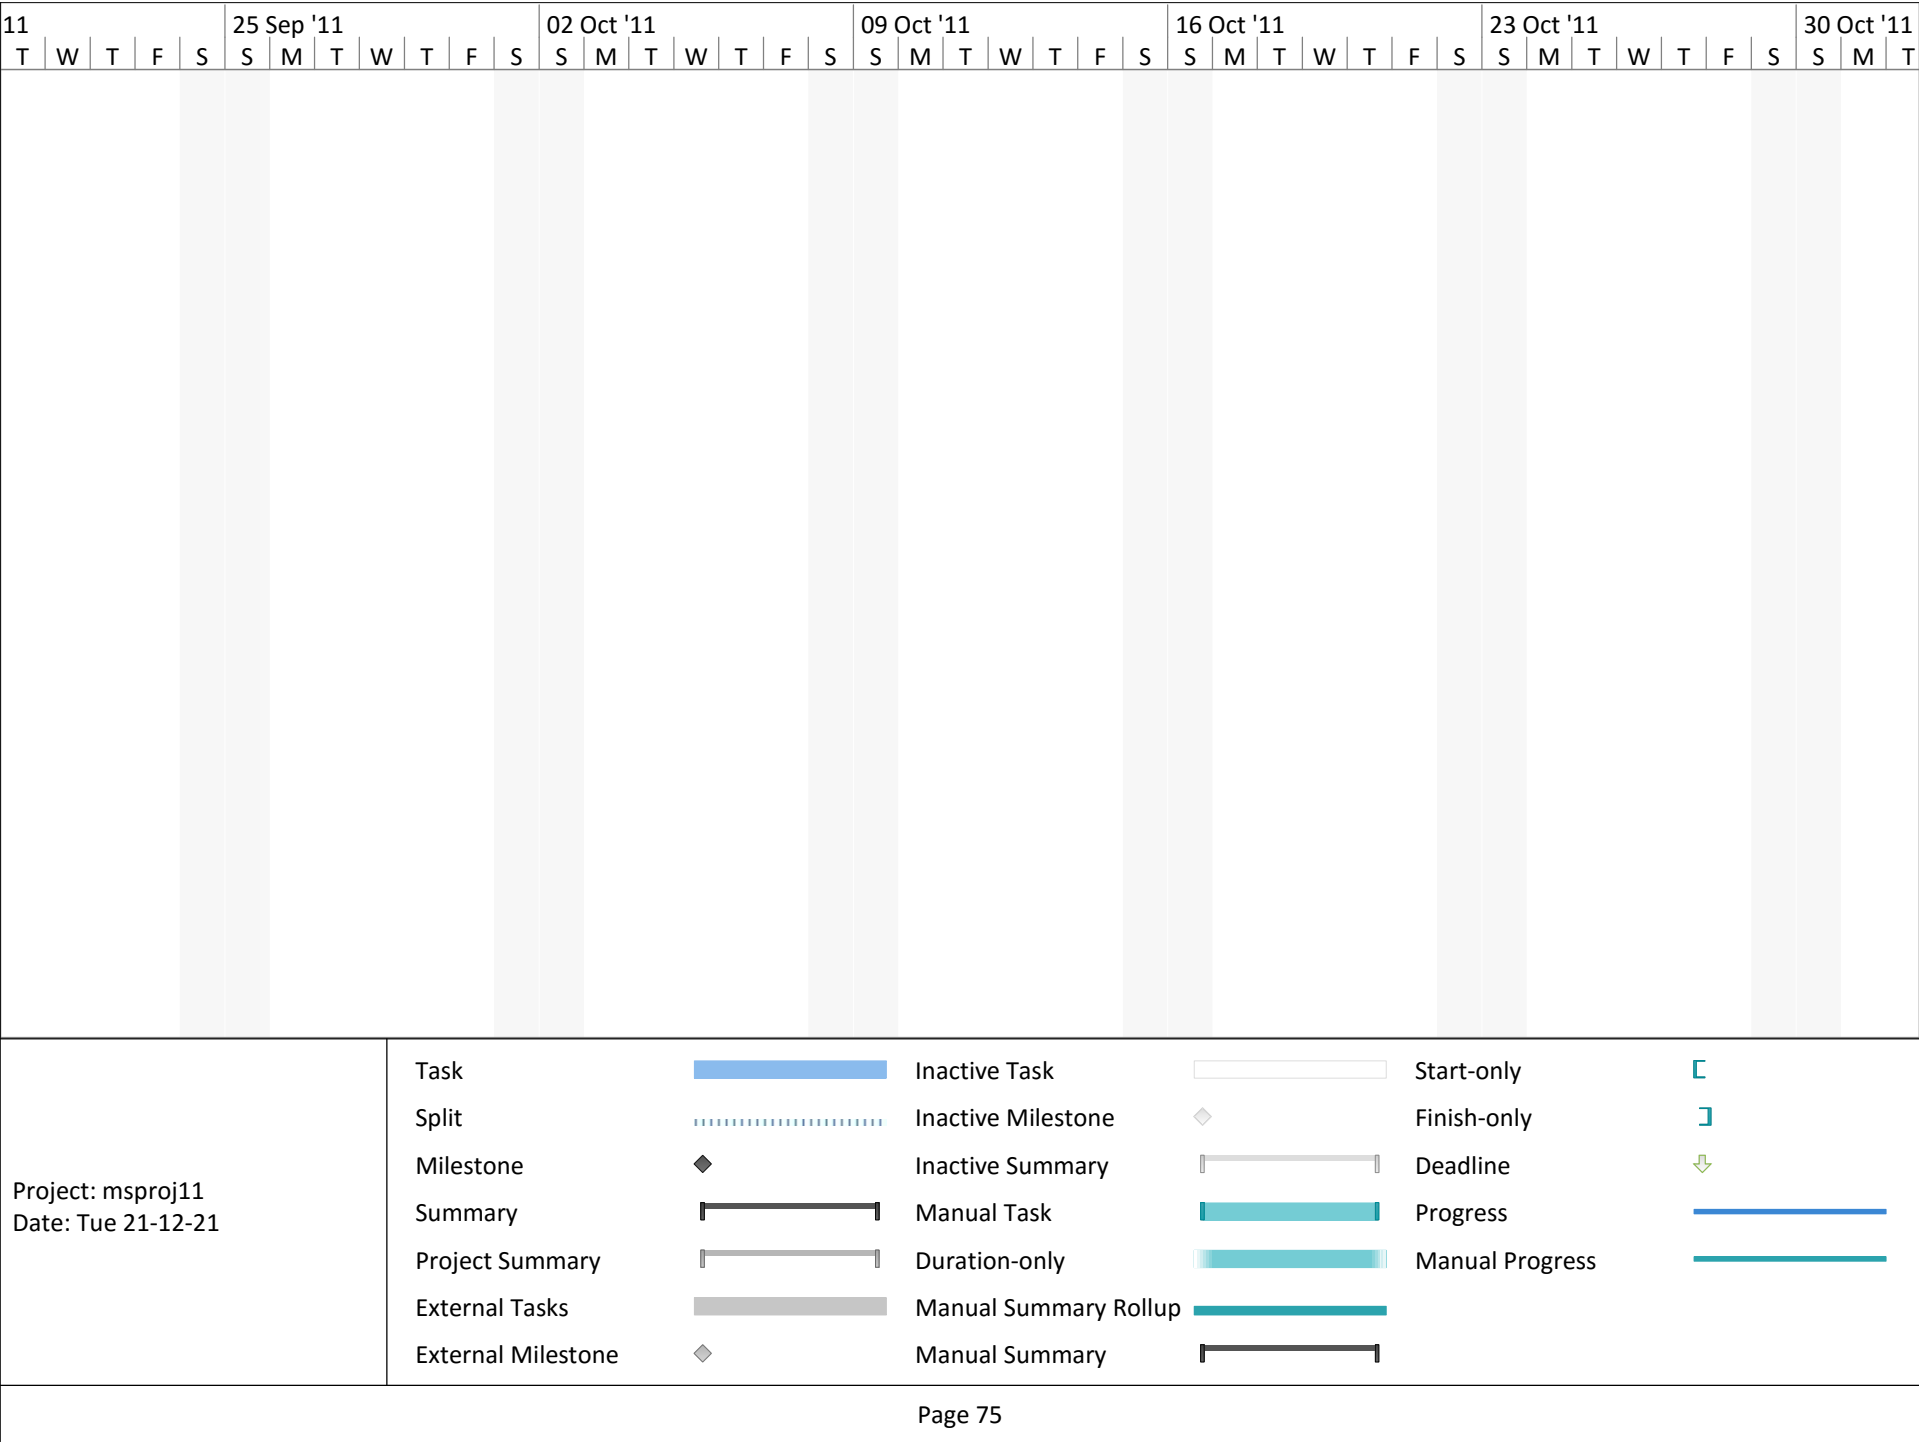 11 25 Sep '11 02 Oct '11 09 Oct '11 16 Oct '11 23 Oct '11 30 Oct '11
T W T F S S M T W T F S S M T W T F S S M T W T F S S M T W T F S S M T W T F S S M T
Task Inactive Task Start-only
Split Inactive Milestone Finish-only
Milestone Inactive Summary Deadline
Project: msproj11
Date: Tue 21-12-21
Summary Manual Task Progress
Project Summary Duration-only Manual Progress
External Tasks Manual Summary Rollup
External Milestone Manual Summary
Page 75